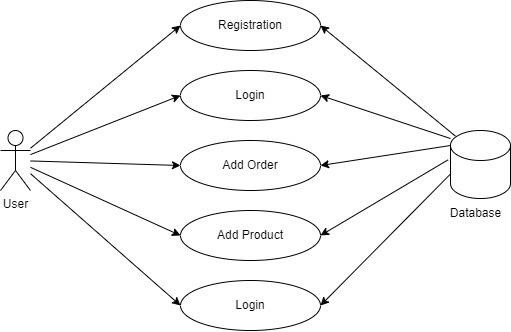 Registration
Login
Add Order
User
Database
Add Product
Login